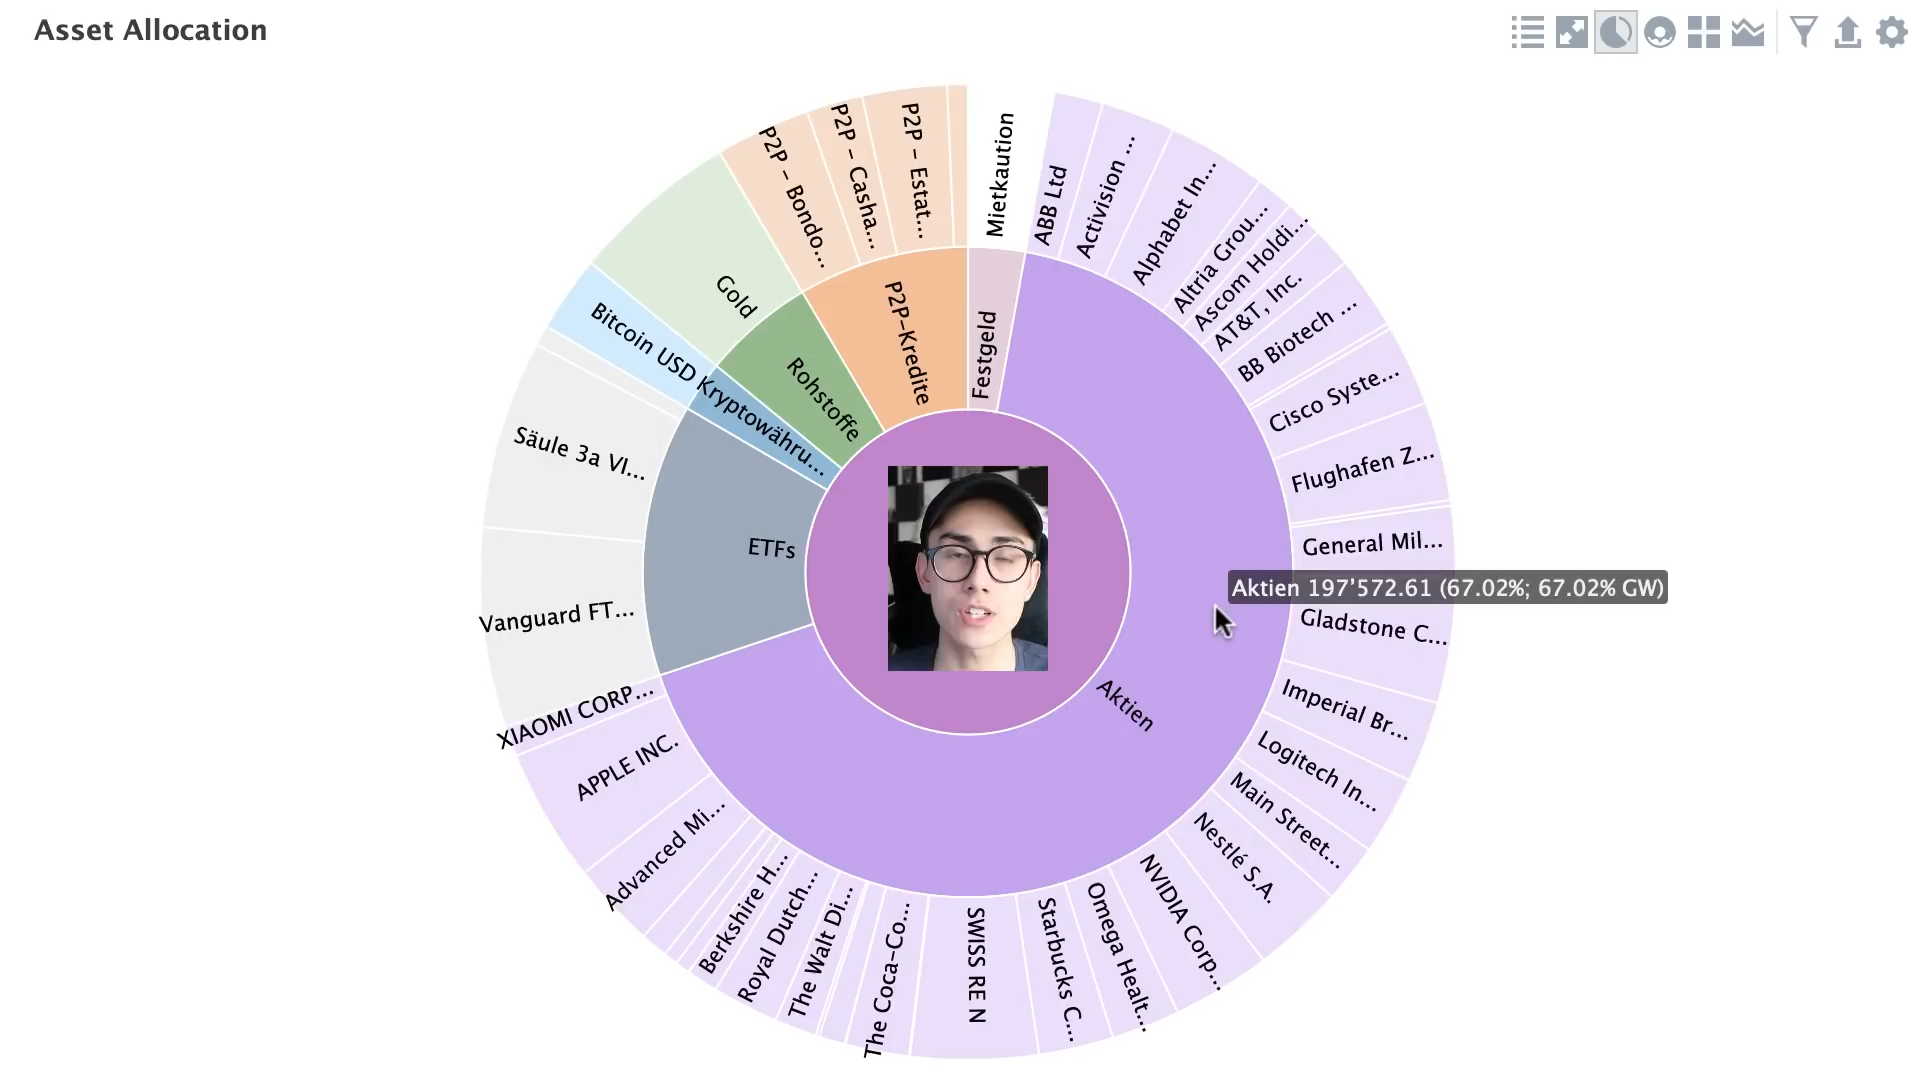 Asset Allocation
Mietkaution
ABB Ltd
Activision ...
Alphabet In...
Altria Grou...
Ascom Holdi...
AT&T, Inc.
BB Biotech ...
Cisco Syste...
Flughafen Z...
General Mil...
Aktien 197'572.61 (67.02%; 67.02% GW)
Gladstone C...
Imperial Br...
Logitech In...
Main Street...
Nestlé S.A.
NVIDIA Corp...
Omega Healt...
Starbucks C...
SWISS RE N
The Coca-Co...
The Walt Di...
Royal Dutch...
Berkshire H...
Advanced Mi...
APPLE INC.
XIAOMI CORP...
Vanguard FT...
Säule 3a VI...
Bitcoin USD
Gold
P2P - Bondo...
P2P - Casha...
P2P - Estat...
Festgeld
Aktien
ETFs
Kryptowähru...
Rohstoffe
P2P-Kredite